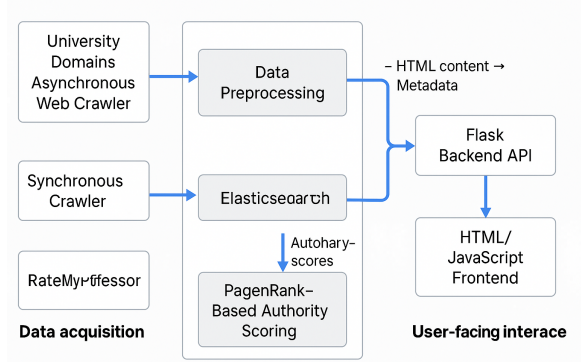 University
Domains
Asynchronous
Web Crawler
Data
Preprocessing
– HTML content →
Metadata
Flask
Backend API
Synchronous
Crawler
Elasticsearch
Autohary–
scores
HTML/
JavaScript
Frontend
PagenRank–
Based Authority
Scoring
Data acquisition
User-facing interace